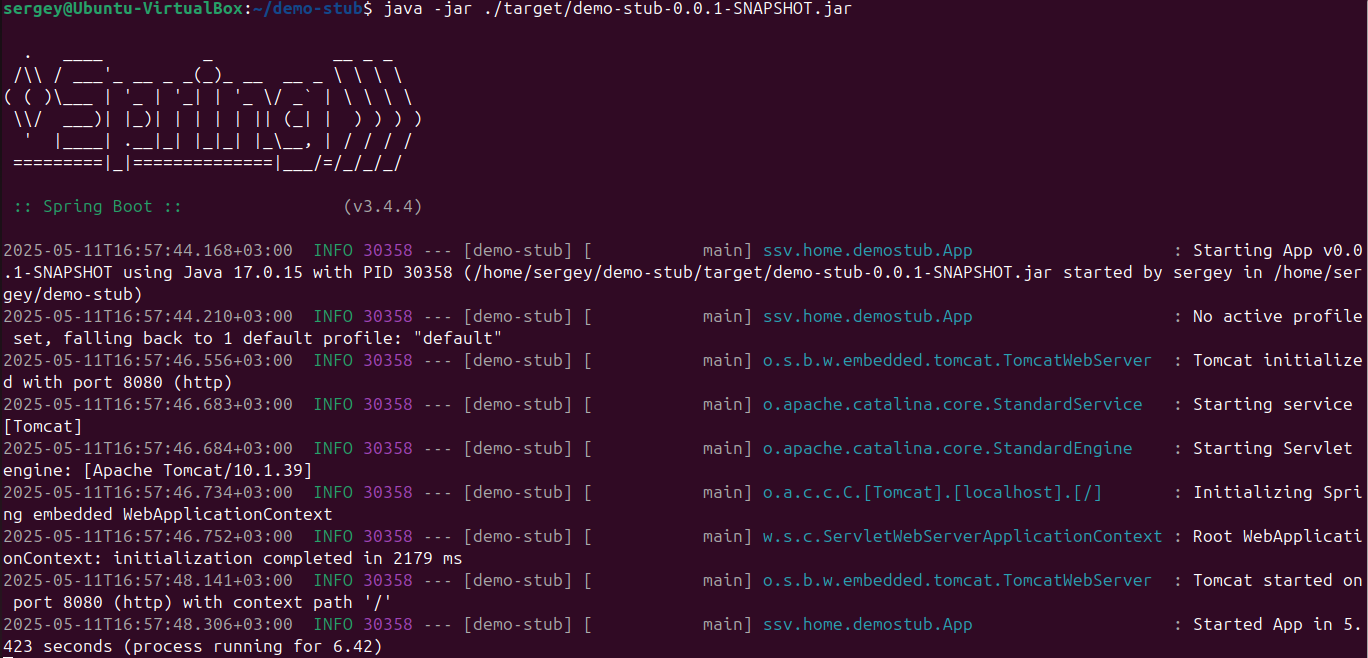 sergey@Ubuntu-VirtualBox:~/demo-stub$ java -jar ./target/demo-stub-0.0.1-SNAPSHOT.jar

  .   ____          _            __ _ _
 /\\ / ___'_ __ _ _(_)_ __  __ _ \ \ \ \
( ( )\___ | '_ | '_| | '_ \/ _` | \ \ \ \
 \\/  ___)| |_)| | | | | || (_| |  ) ) ) )
  '  |____| .__|_| |_|_| |_\__, | / / / /
 =========|_|==============|___/=/_/_/_/

 :: Spring Boot ::                (v3.4.4)

2025-05-11T16:57:44.168+03:00  INFO 30358 --- [demo-stub] [           main] ssv.home.demostub.App                    : Starting App v0.0
.1-SNAPSHOT using Java 17.0.15 with PID 30358 (/home/sergey/demo-stub/target/demo-stub-0.0.1-SNAPSHOT.jar started by sergey in /home/ser
gey/demo-stub)
2025-05-11T16:57:44.210+03:00  INFO 30358 --- [demo-stub] [           main] ssv.home.demostub.App                    : No active profile
 set, falling back to 1 default profile: "default"
2025-05-11T16:57:46.556+03:00  INFO 30358 --- [demo-stub] [           main] o.s.b.w.embedded.tomcat.TomcatWebServer  : Tomcat initialize
d with port 8080 (http)
2025-05-11T16:57:46.683+03:00  INFO 30358 --- [demo-stub] [           main] o.apache.catalina.core.StandardService   : Starting service 
[Tomcat]
2025-05-11T16:57:46.684+03:00  INFO 30358 --- [demo-stub] [           main] o.apache.catalina.core.StandardEngine    : Starting Servlet 
engine: [Apache Tomcat/10.1.39]
2025-05-11T16:57:46.734+03:00  INFO 30358 --- [demo-stub] [           main] o.a.c.c.C.[Tomcat].[localhost].[/]       : Initializing Spri
ng embedded WebApplicationContext
2025-05-11T16:57:46.752+03:00  INFO 30358 --- [demo-stub] [           main] w.s.c.ServletWebServerApplicationContext : Root WebApplicati
onContext: initialization completed in 2179 ms
2025-05-11T16:57:48.141+03:00  INFO 30358 --- [demo-stub] [           main] o.s.b.w.embedded.tomcat.TomcatWebServer  : Tomcat started on
 port 8080 (http) with context path '/'
2025-05-11T16:57:48.306+03:00  INFO 30358 --- [demo-stub] [           main] ssv.home.demostub.App                    : Started App in 5.
423 seconds (process running for 6.42)